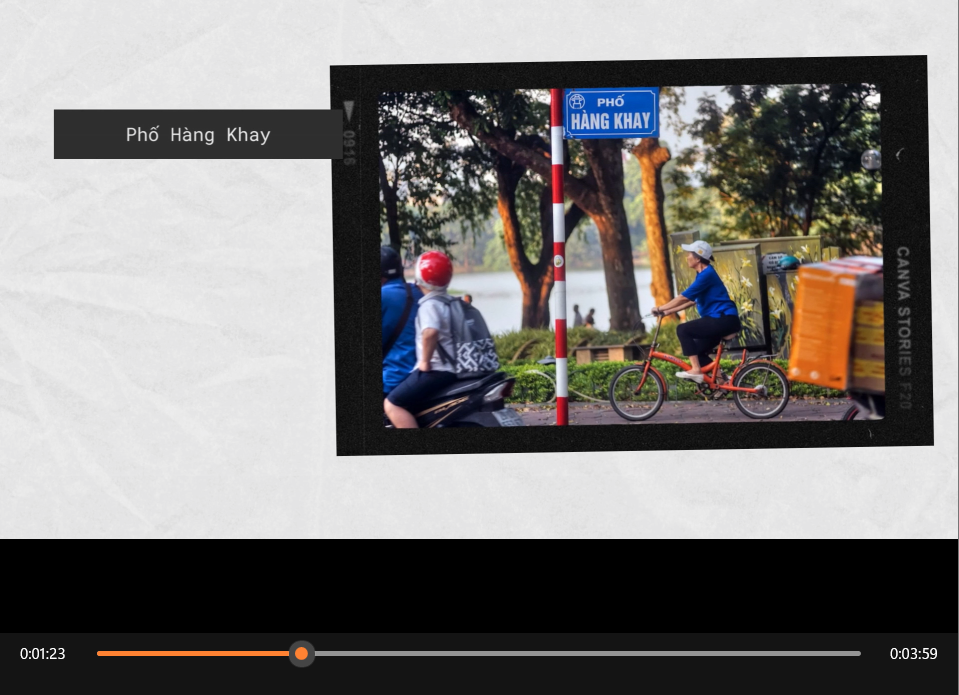 Phố Hàng Khay
0916
PHỐ
HÀNG KHAY
CANVA STORIES F20
0:01:23
0:03:59